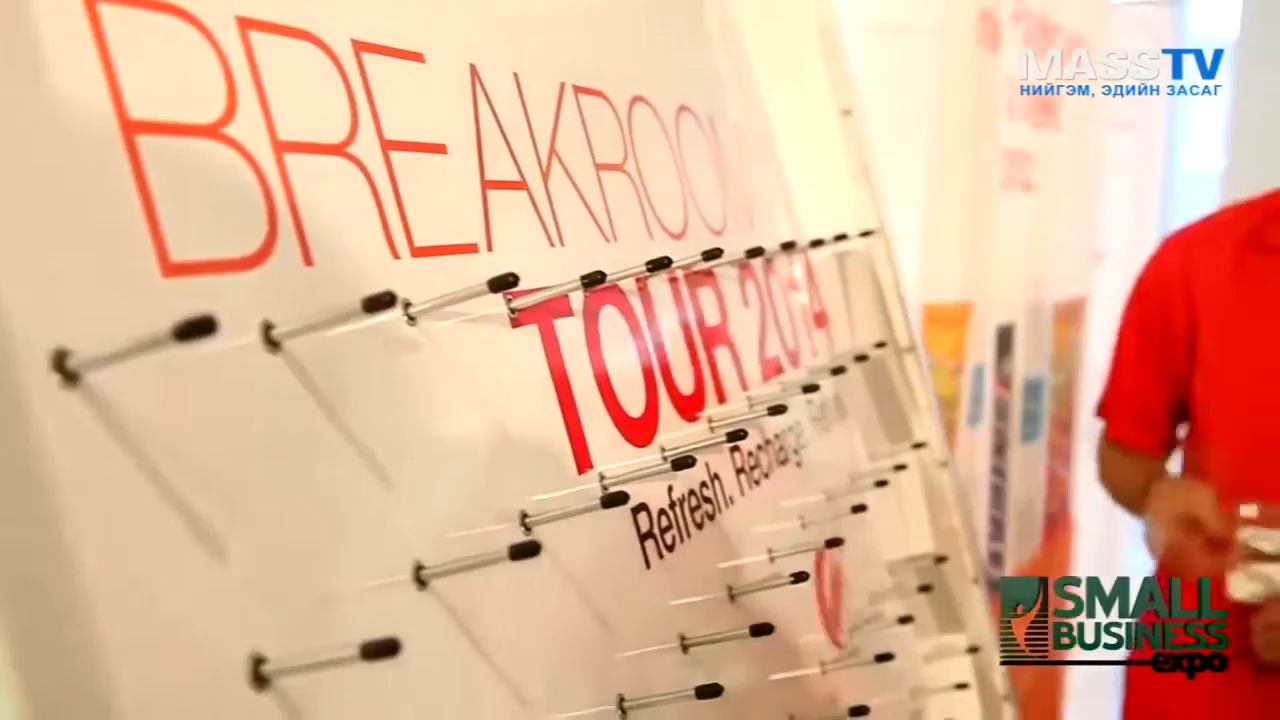 BREAKROOM
TOUR 2014
Refresh. Recharge.
MASSTV
НИЙГЭМ, ЭДИЙН ЗАСАГ
SMALL
BUSINESS
expo